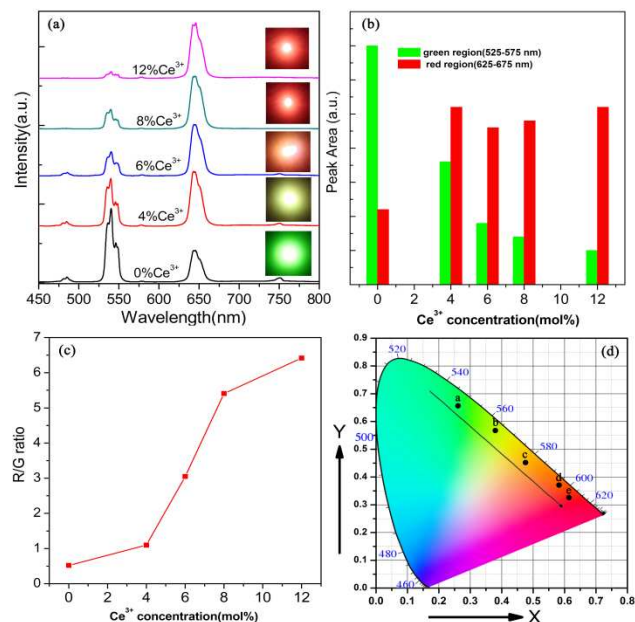 (a)
12%Ce³⁺
8%Ce³⁺
6%Ce³⁺
4%Ce³⁺
0%Ce³⁺
Intensity(a.u.)
450 500 550 600 650 700 750 800
Wavelength(nm)
(b)
green region(525-575 nm)
red region(625-675 nm)
Peak Area (a.u.)
0 2 4 6 8 10 12
Ce³⁺ concentration(mol%)
(c)
R/G ratio
7
6
5
4
3
2
1
0
0 2 4 6 8 10 12
Ce³⁺ concentration(mol%)
(d)
Y
0.9
0.8
0.7
0.6
0.5
0.4
0.3
0.2
0.1
0.0
520
540
560
500
580
600
620
480
460
a
b
c
d
e
0.0 0.1 0.2 0.3 0.4 0.5 0.6 0.7 0.8
X